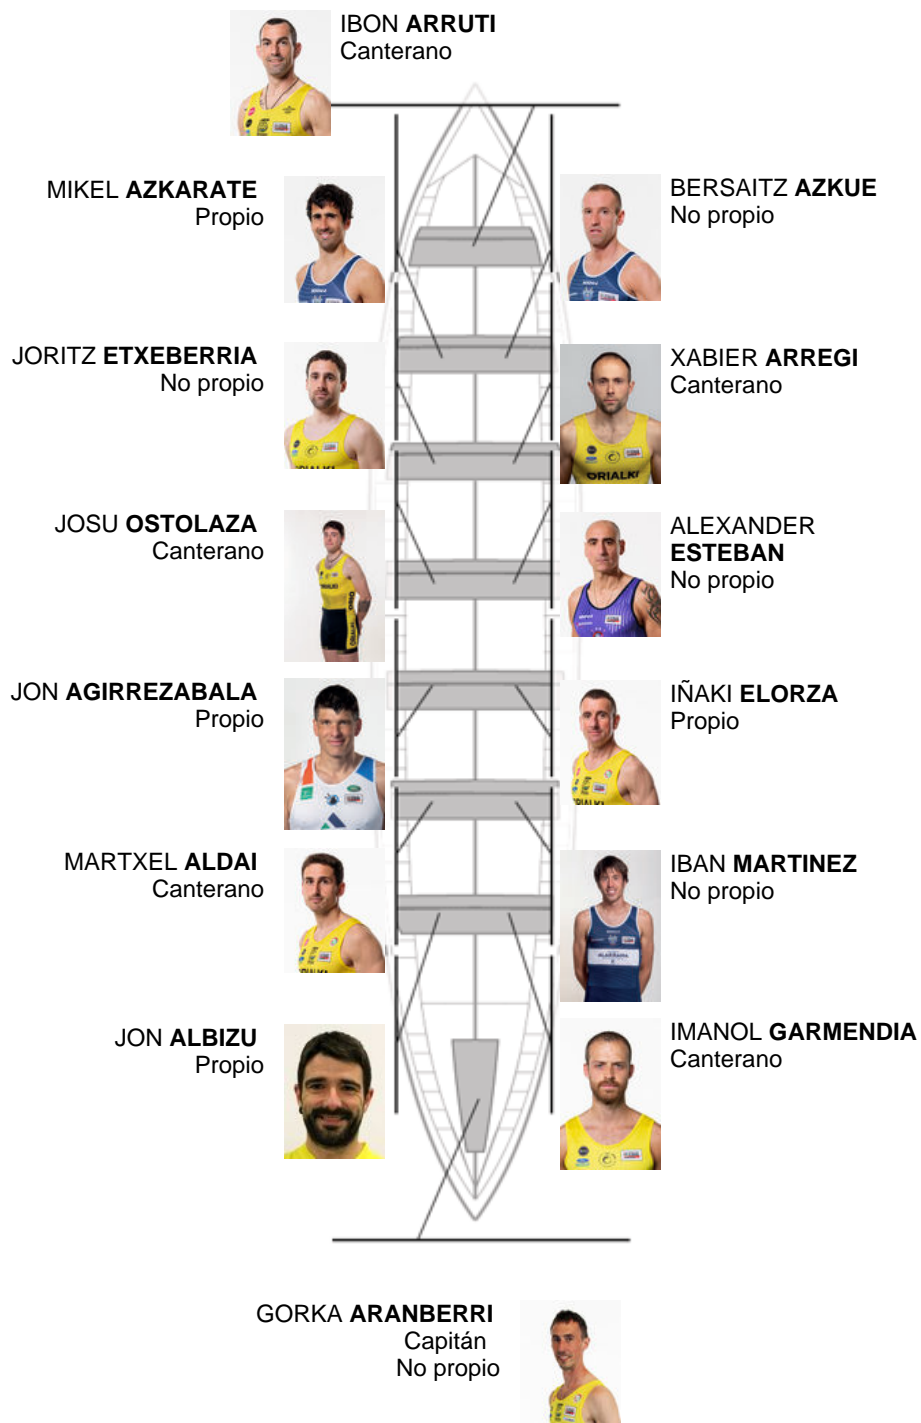 IBON ARRUTI
Canterano
MIKEL AZKARATE
Propio
BERSAITZ AZKUE
No propio
JORITZ ETXEBERRIA
No propio
XABIER ARREGI
Canterano
ORIALKI
JOSU OSTOLAZA
Canterano
ALEXANDER
ESTEBAN
No propio
JON AGIRREZABALA
Propio
IÑAKI ELORZA
Propio
MARTXEL ALDAI
Canterano
IBAN MARTINEZ
No propio
JON ALBIZU
Propio
IMANOL GARMENDIA
Canterano
GORKA ARANBERRI
Capitán
No propio